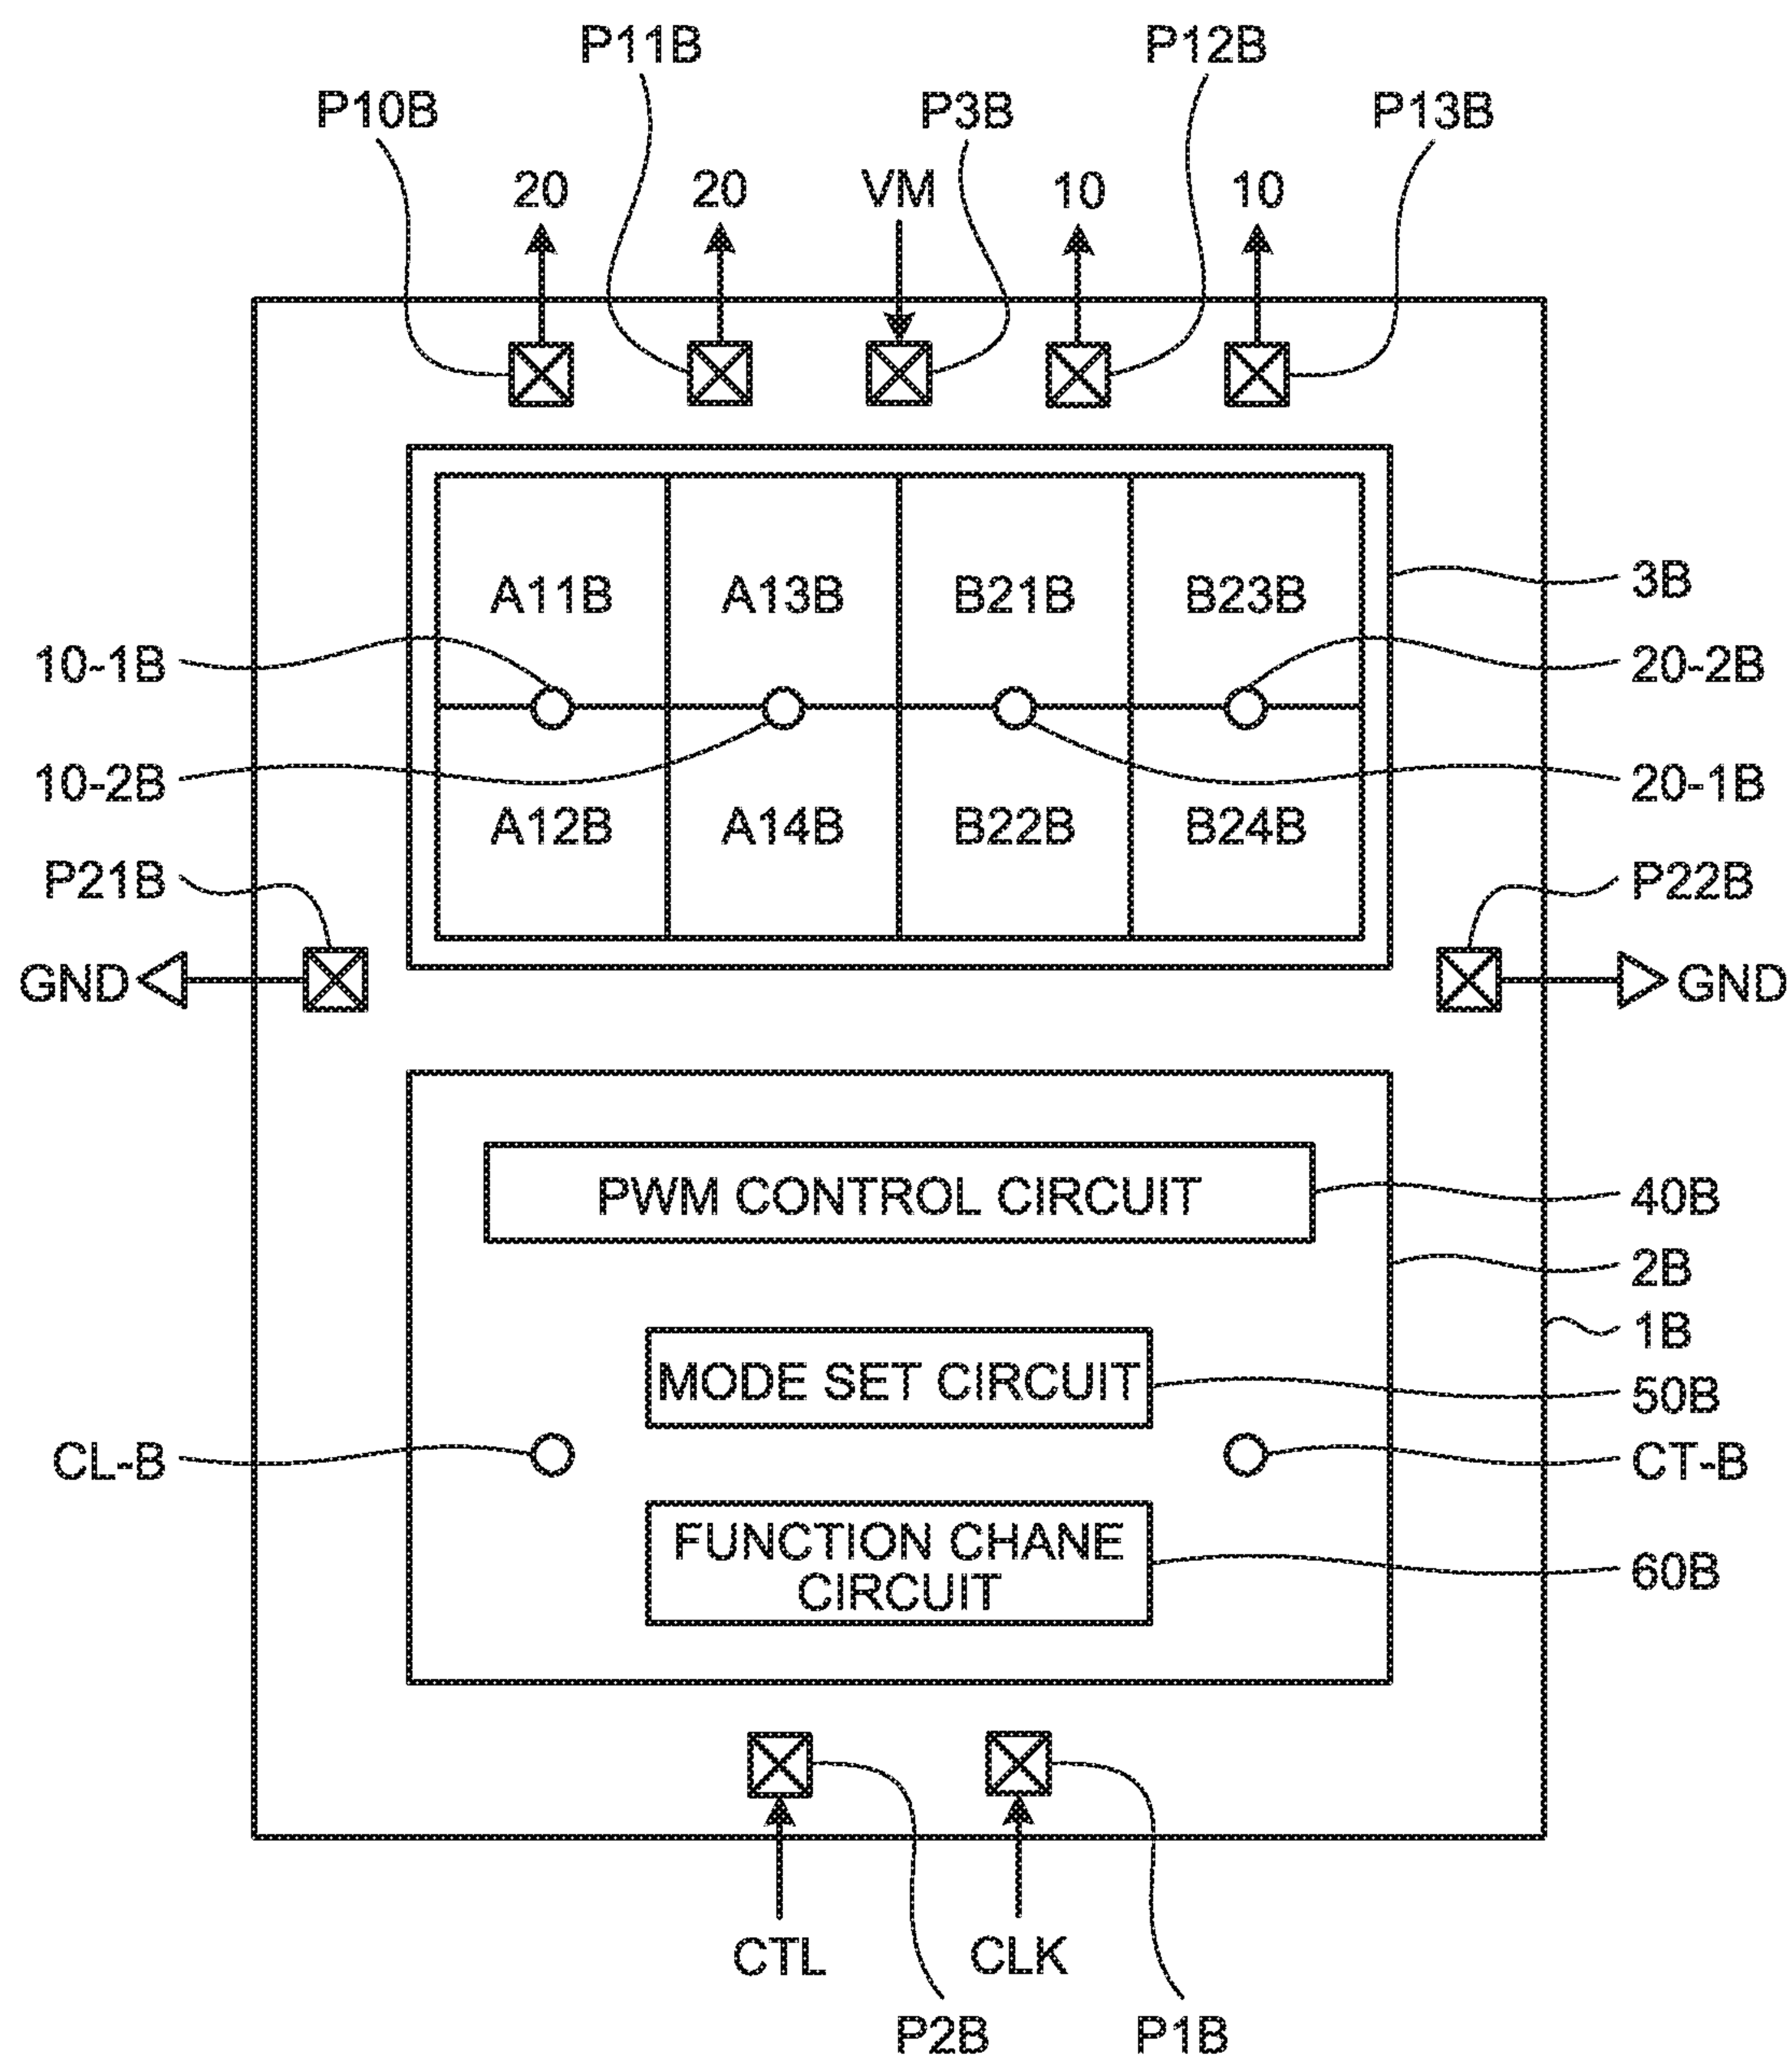 P11B P12B
P10B P3B P13B
20 20 VM 10 10
A11B A13B B21B B23B 3B
10-1B 20-2B
10-2B 20-1B
A12B A14B B22B B24B
P21B P22B
GND GND
PWM CONTROL CIRCUIT 40B
2B
1B
MODE SET CIRCUIT 50B
CL-B CT-B
FUNCTION CHANE
CIRCUIT 60B
CTL CLK
P2B P1B